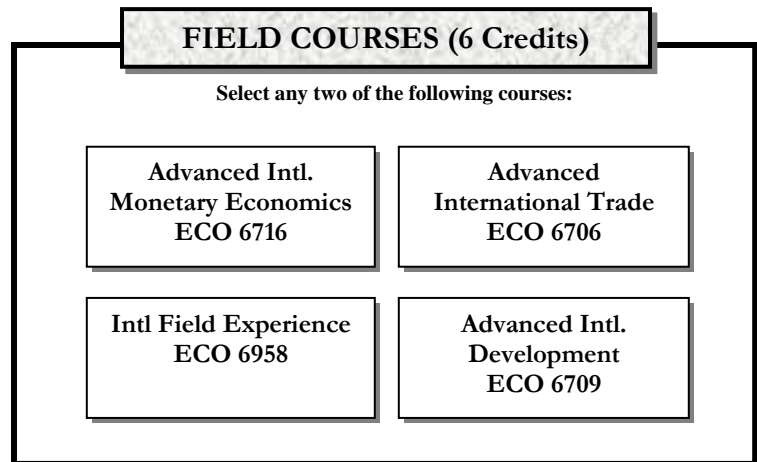 FIELD COURSES (6 Credits)
Select any two of the following courses:
Advanced Intl.
Monetary Economics
ECO 6716
Advanced
International Trade
ECO 6706
Intl Field Experience
ECO 6958
Advanced Intl.
Development
ECO 6709